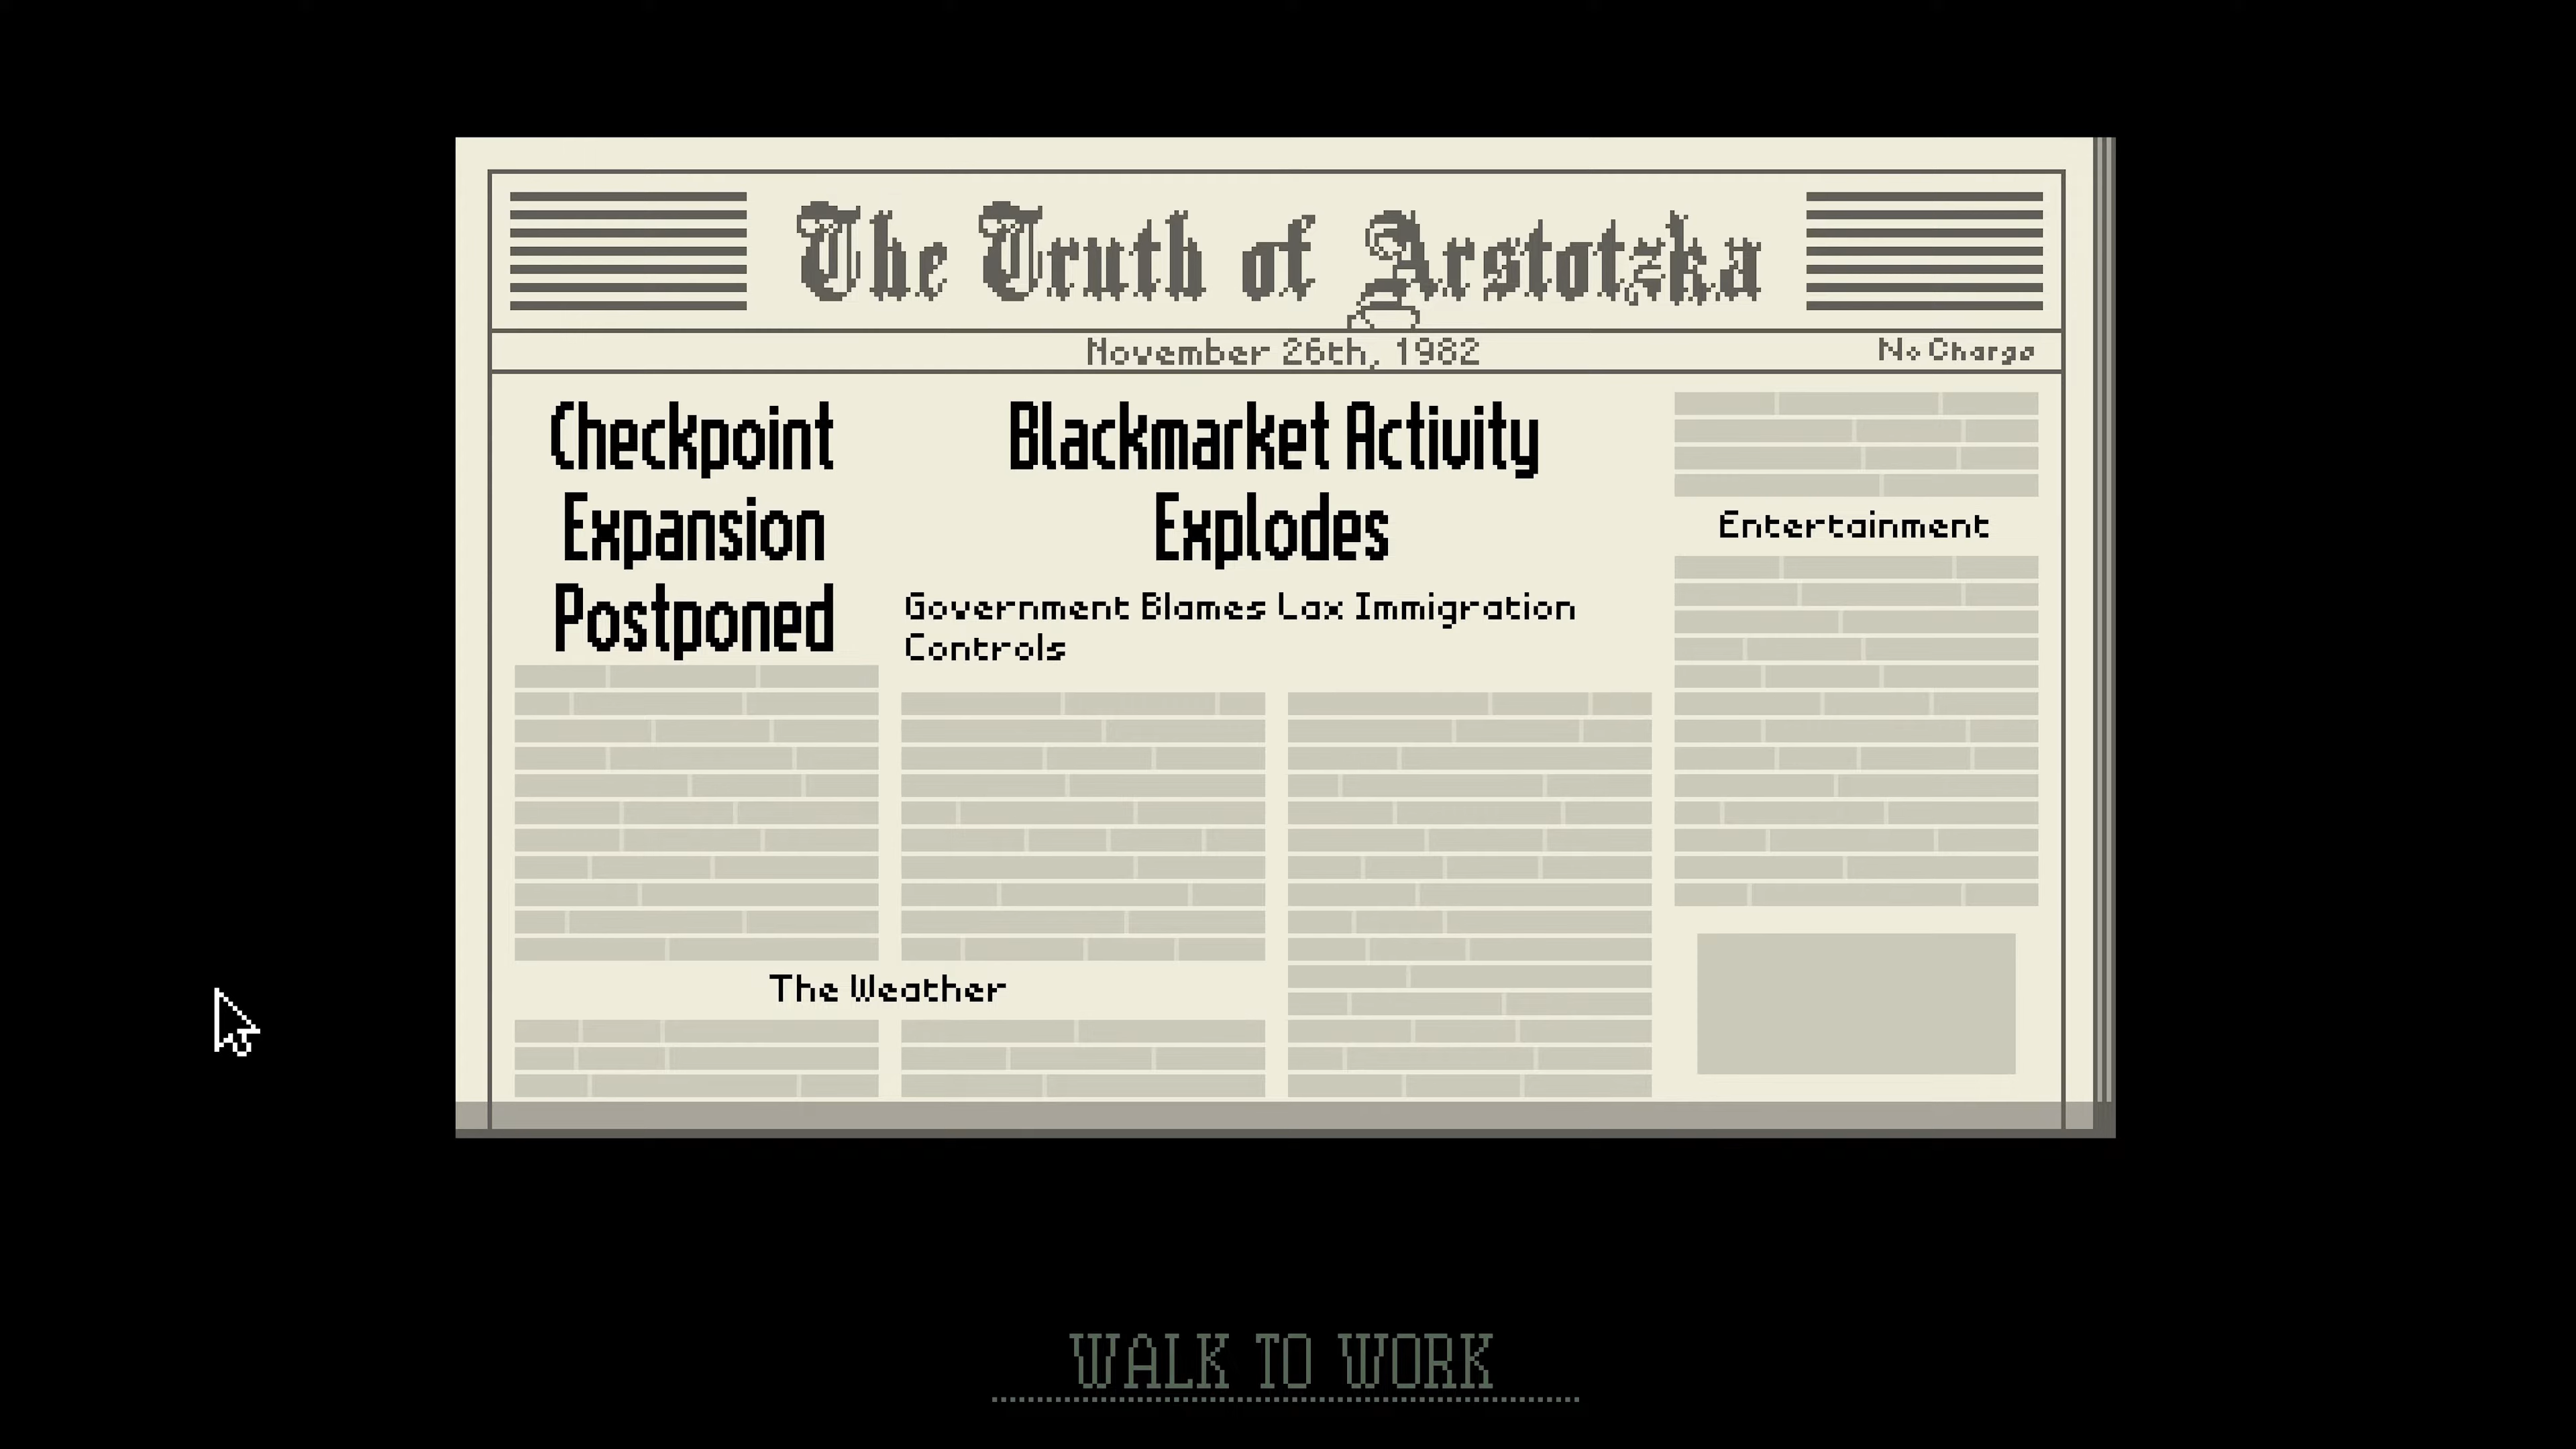 The Truth of Arstotzka
November 26th, 1982
No Charge
Checkpoint
Expansion
Postponed
Blackmarket Activity
Explodes
Government Blames Lax Immigration
Controls
Entertainment
The Weather
WALK TO WORK